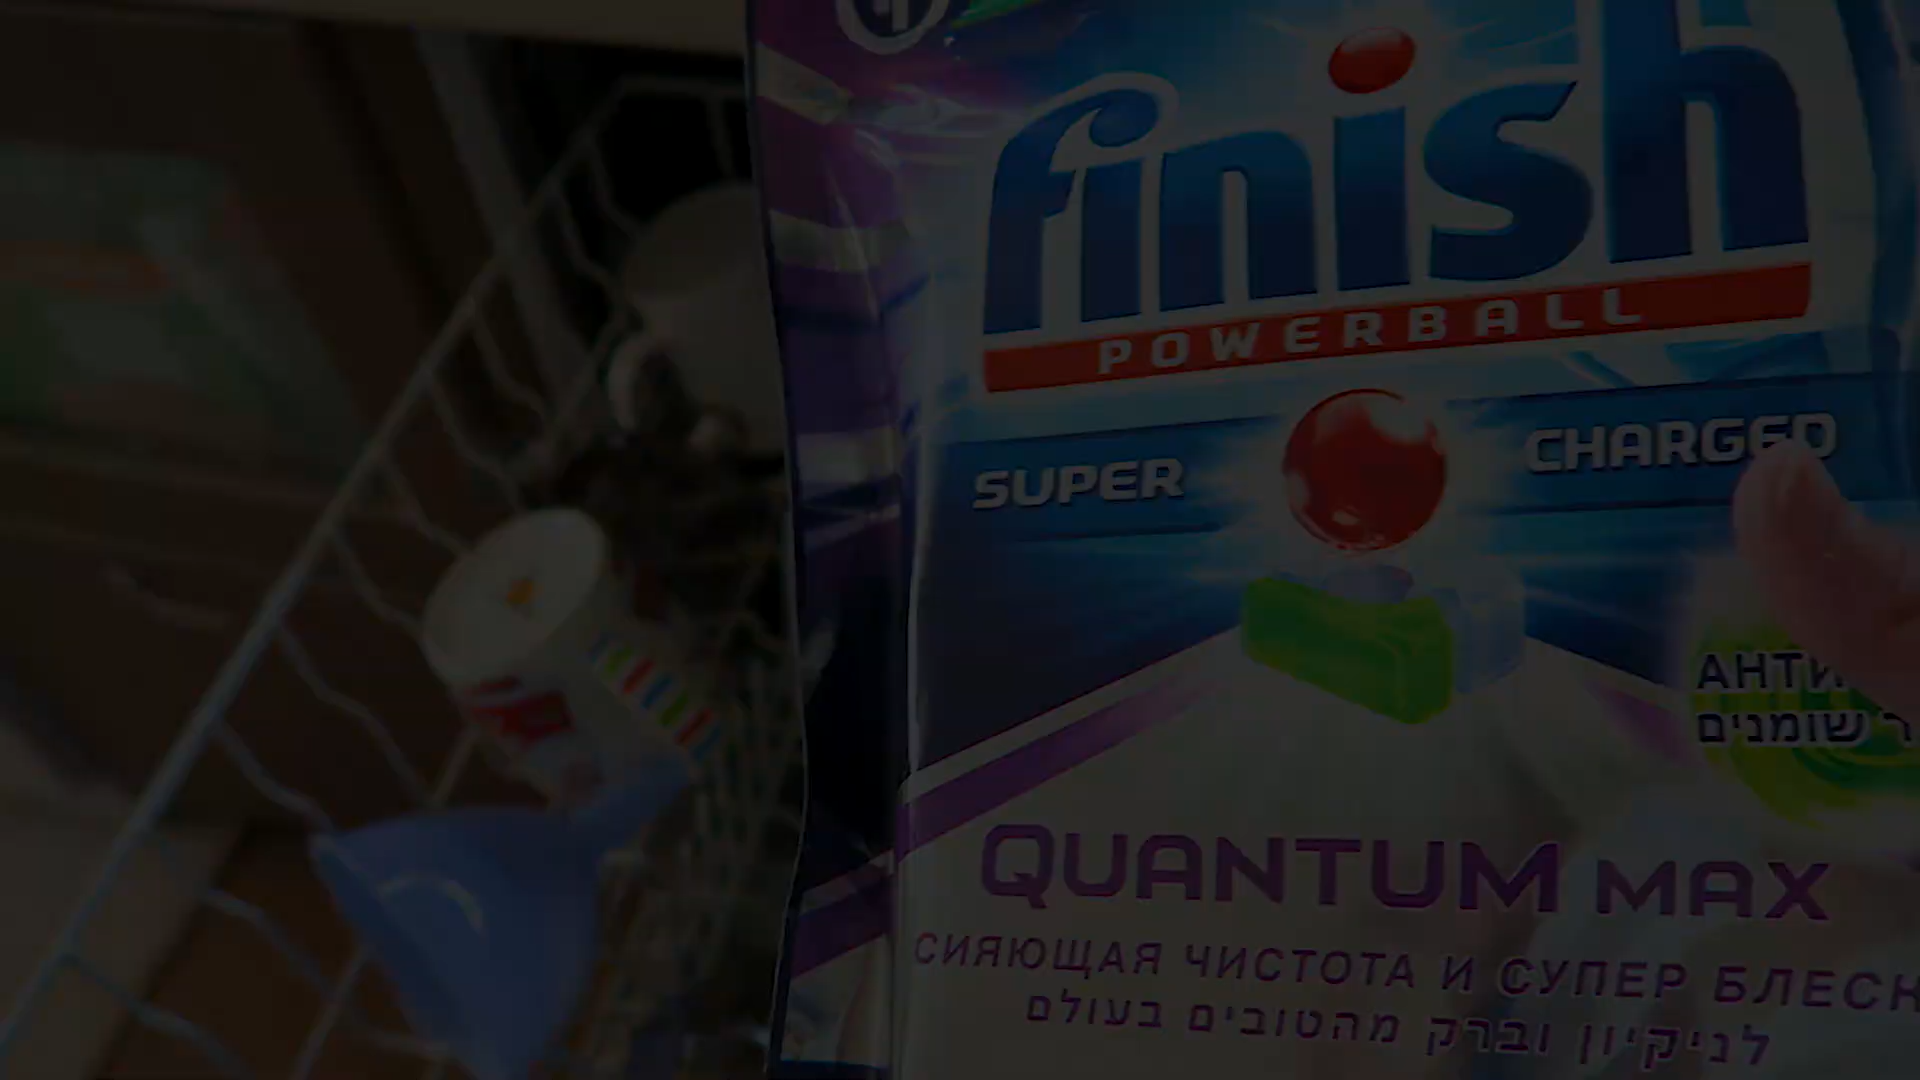 finish
POWERBALL
SUPER CHARGED
АНТИ
שומנים
QUANTUM MAX
СИЯЮЩАЯ ЧИСТОТА И СУПЕР БЛЕСК
לניקיון וברק מהטובים בעולם